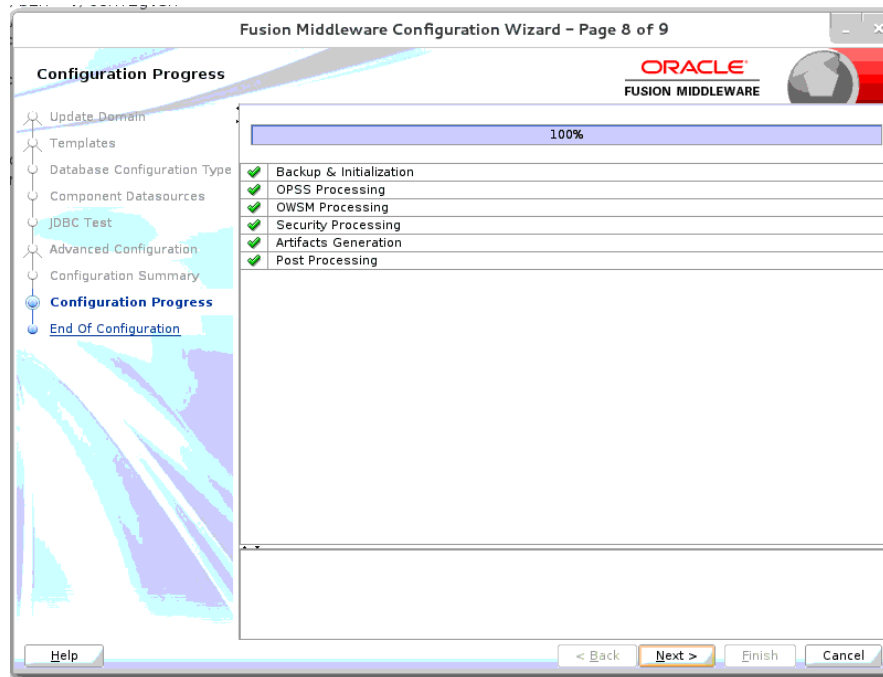 Fusion Middleware Configuration Wizard - Page 8 of 9
Configuration Progress
ORACLE
FUSION MIDDLEWARE
Update Domain
Templates
Database Configuration Type
Component Datasources
JDBC Test
Advanced Configuration
Configuration Summary
Configuration Progress
End Of Configuration
100%
Backup & Initialization
OPSS Processing
OWSM Processing
Security Processing
Artifacts Generation
Post Processing
Help
< Back
Next >
Finish
Cancel